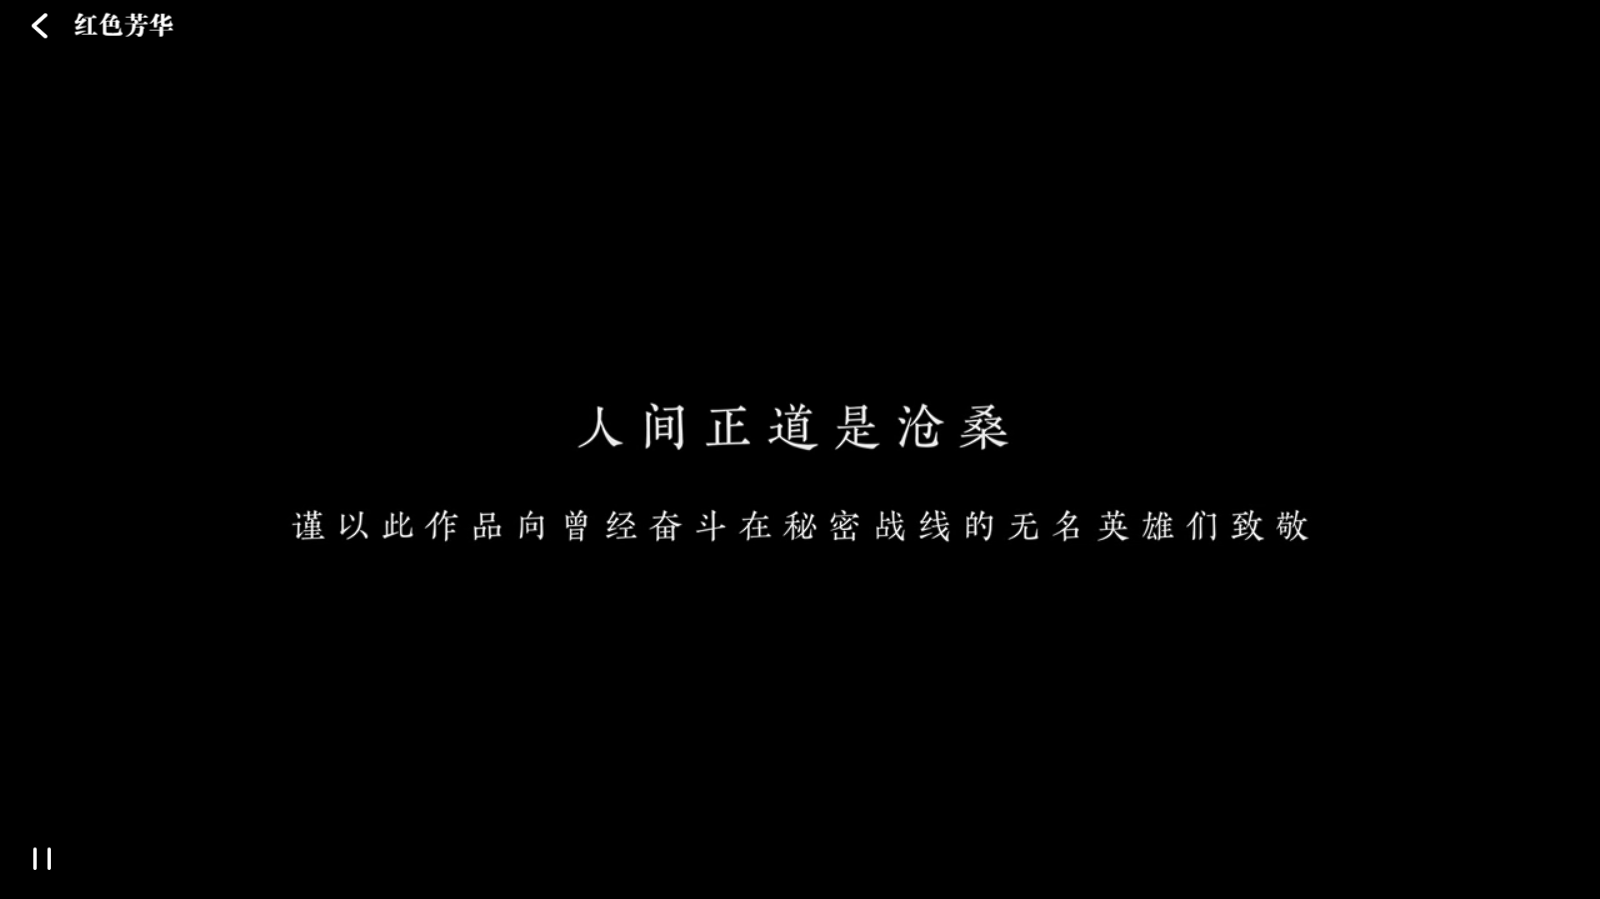 红色芳华
人间正道是沧桑
谨以此作品向曾经奋斗在秘密战线的无名英雄们致敬